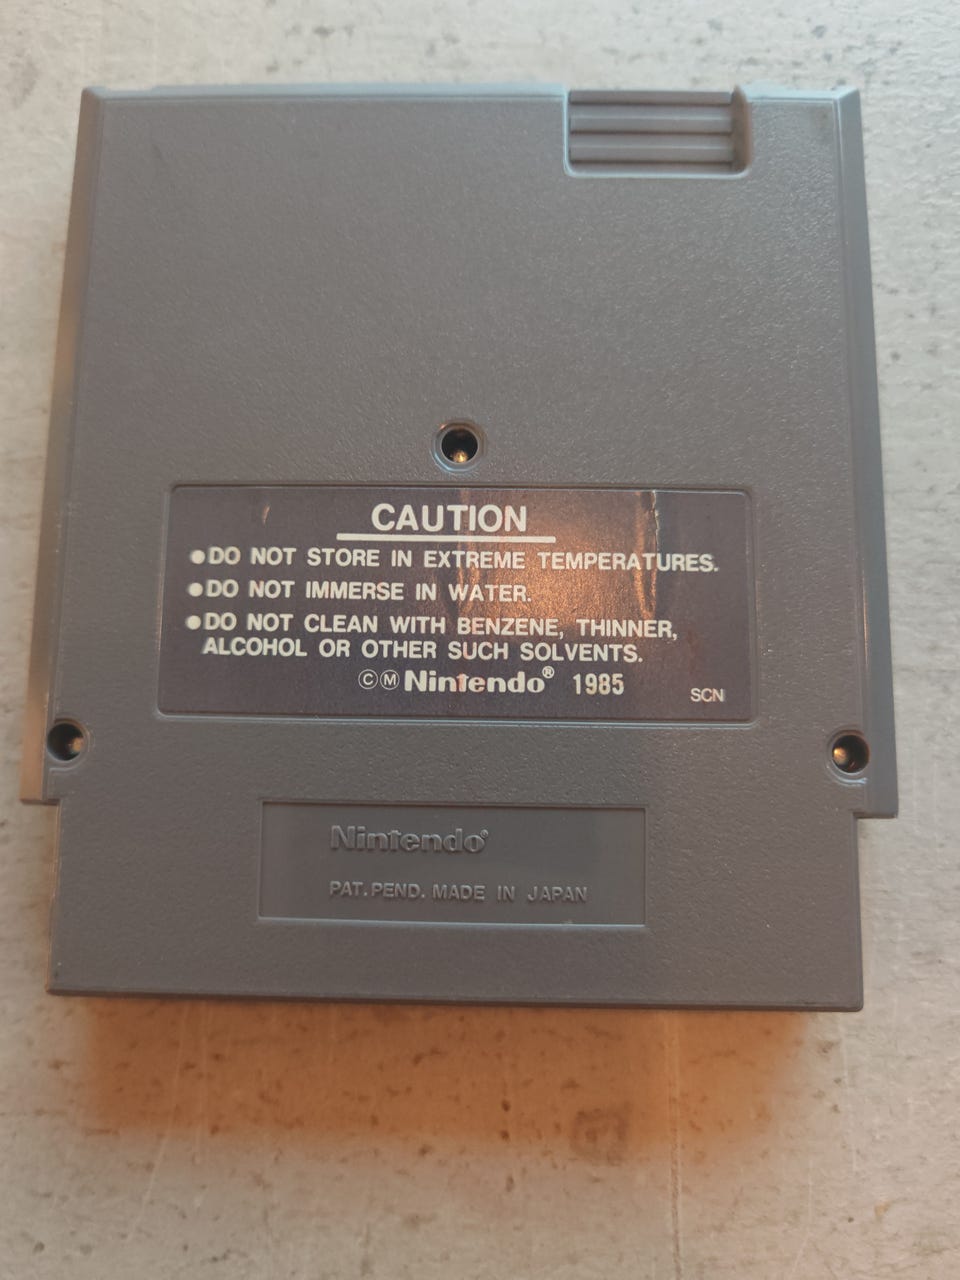 CAUTION
●DO NOT STORE IN EXTREME TEMPERATURES.
●DO NOT IMMERSE IN WATER.
●DO NOT CLEAN WITH BENZENE, THINNER,
ALCOHOL OR OTHER SUCH SOLVENTS.
ⒸⓂNintendo® 1985
SCN
Nintendo®
PAT. PEND. MADE IN JAPAN